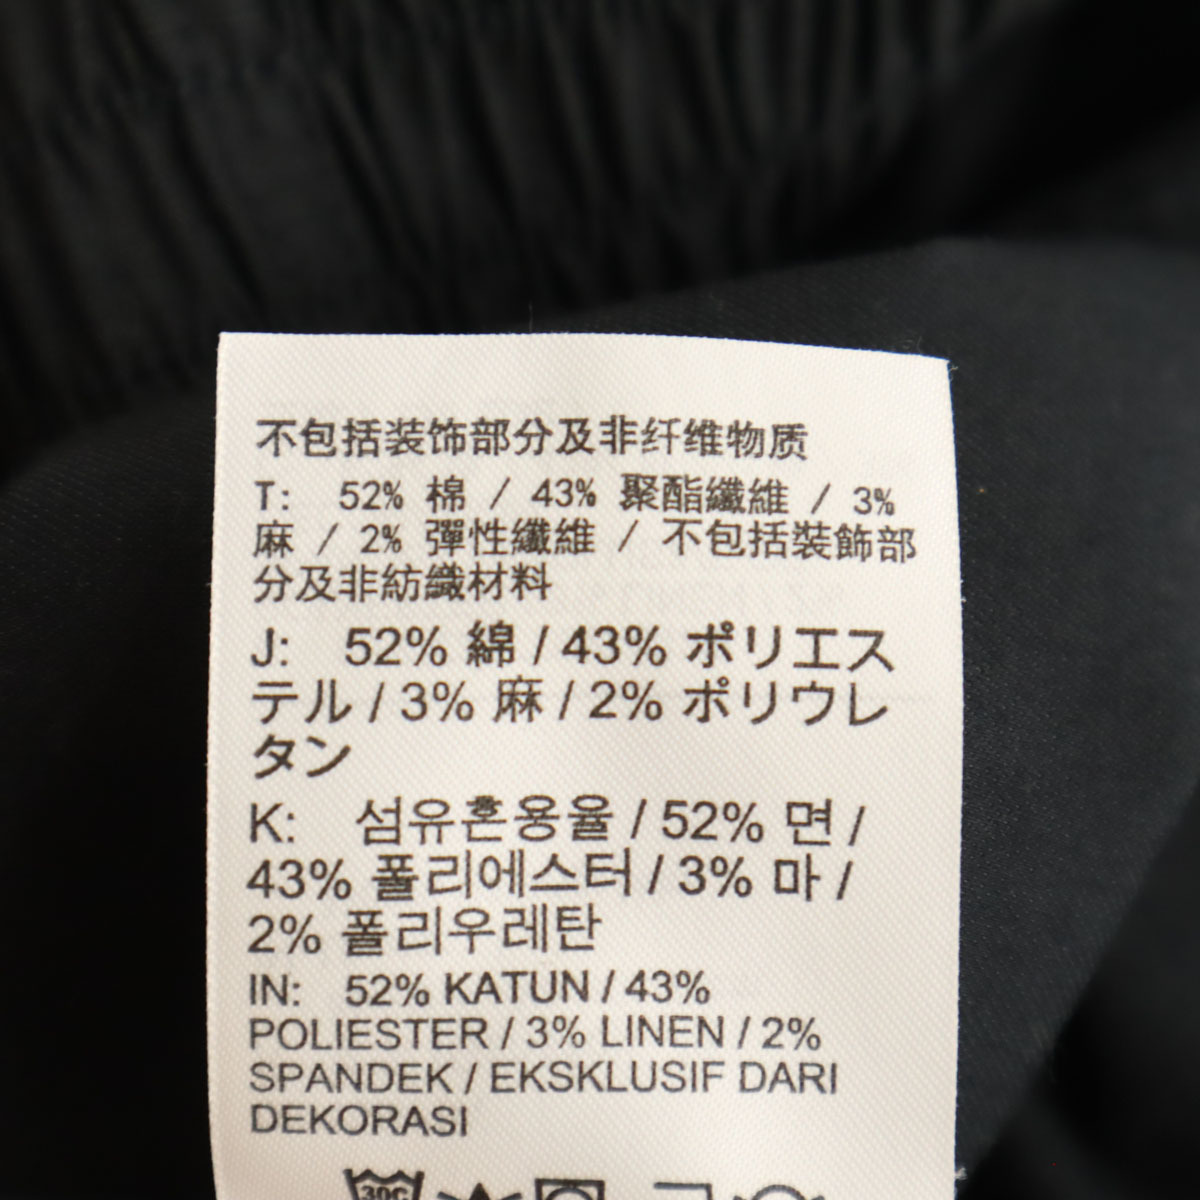 不包括装饰部分及非纤维物质
T: 52% 棉 / 43% 聚酯纖維 / 3%
麻 / 2% 彈性纖維 / 不包括裝飾部
分及非紡織材料
J: 52% 綿 / 43% ポリエス
テル / 3% 麻 / 2% ポリウレ
タン
K: 섬유혼용율 / 52% 면 /
43% 폴리에스터 / 3% 마 /
2% 폴리우레탄
IN: 52% KATUN / 43%
POLIESTER / 3% LINEN / 2%
SPANDEK / EKSKLUSIF DARI
DEKORASI
30C